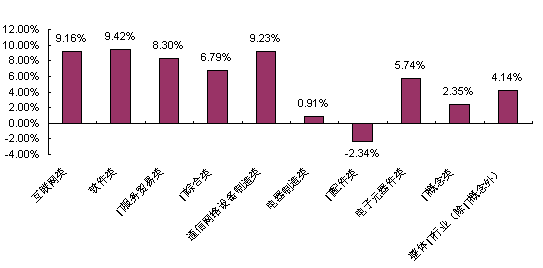 12.00%
10.00%
8.00%
6.00%
4.00%
2.00%
0.00%
-2.00%
-4.00%
9.16%
9.42%
8.30%
6.79%
9.23%
0.91%
-2.34%
5.74%
2.35%
4.14%
互联网类
软件类
IT服务贸易类
IT综合类
通信网络设备制造类
电器制造类
IT配件类
电子元器件类
IT概念类
整体IT行业（除IT概念外）